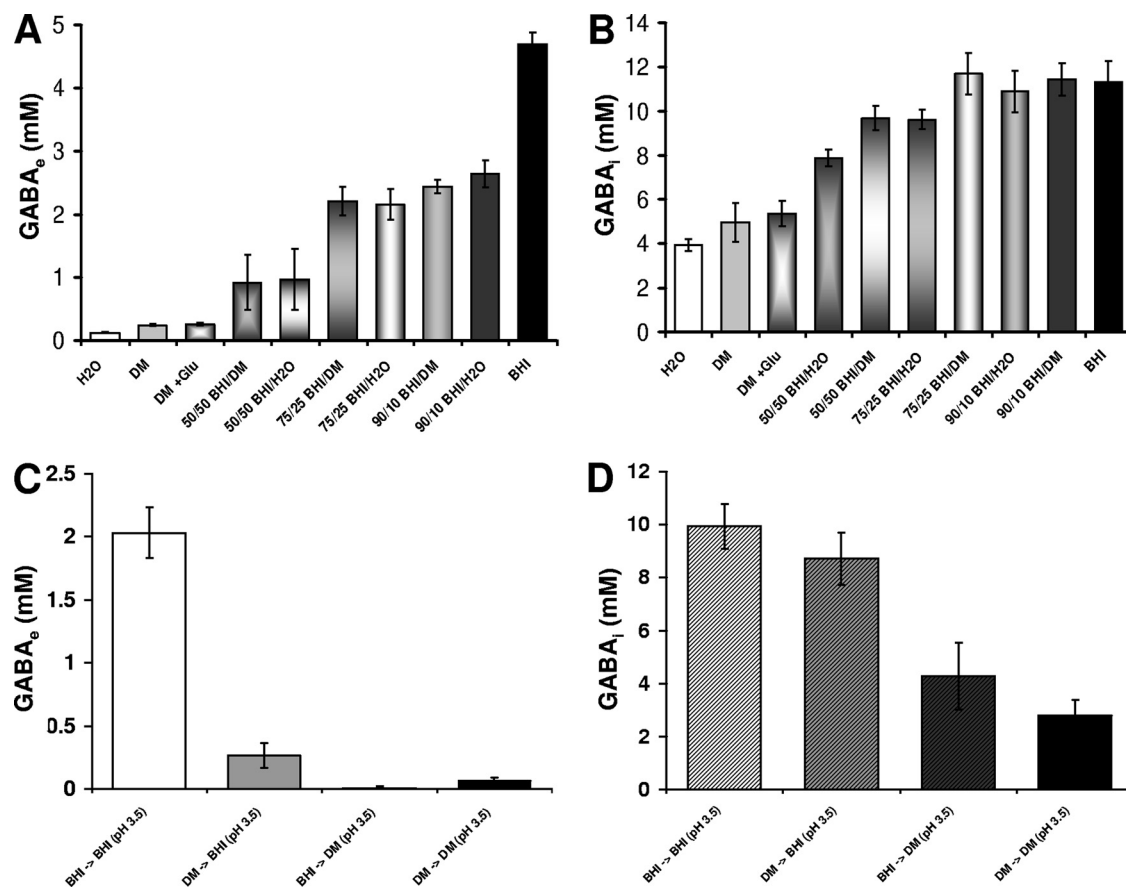 A
GABAe (mM)
5
4
3
2
1
0
H2O
DM
DM +Glu
50/50 BHI/DM
50/50 BHI/H2O
75/25 BHI/DM
75/25 BHI/H2O
90/10 BHI/DM
90/10 BHI/H2O
BHI
B
GABAi (mM)
14
12
10
8
6
4
2
0
H2O
DM
DM +Glu
50/50 BHI/H2O
50/50 BHI/DM
75/25 BHI/H2O
75/25 BHI/DM
90/10 BHI/H2O
90/10 BHI/DM
BHI
C
GABAe (mM)
2.5
2
1.5
1
0.5
0
BHI -> BHI (pH 3.5)
DM -> BHI (pH 3.5)
BHI -> DM (pH 3.5)
DM -> DM (pH 3.5)
D
GABAi (mM)
12
10
8
6
4
2
0
BHI -> BHI (pH 3.5)
DM -> BHI (pH 3.5)
BHI -> DM (pH 3.5)
DM -> DM (pH 3.5)